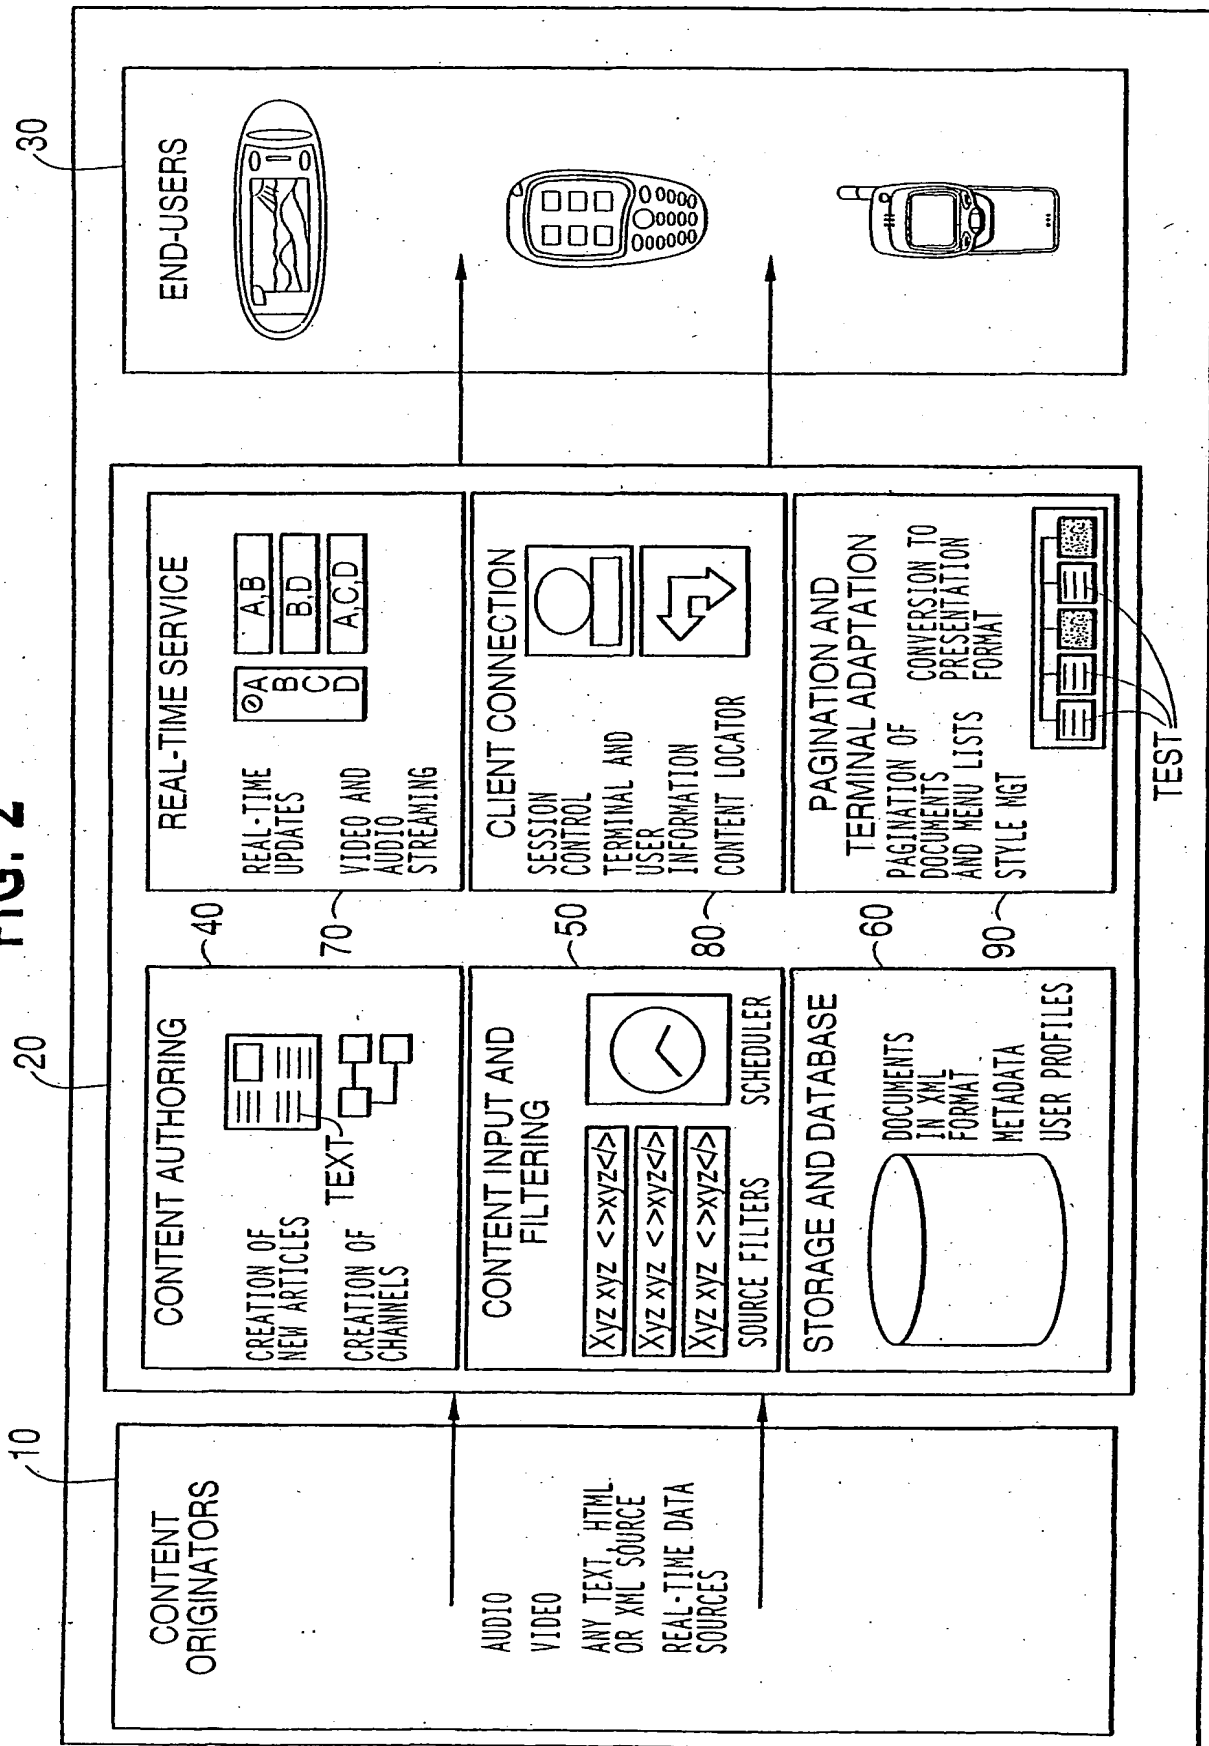 FIG. 2
10
20
30
CONTENT
ORIGINATORS
AUDIO
VIDEO
ANY TEXT, HTML
OR XML SOURCE
REAL-TIME DATA
SOURCES
CONTENT AUTHORING
CREATION OF
NEW ARTICLES
TEXT
CREATION OF
CHANNELS
40
CONTENT INPUT AND
FILTERING
Xyz xyz < >xyz</>
Xyz xyz < >xyz</>
Xyz xyz < >xyz</>
SOURCE FILTERS
SCHEDULER
50
STORAGE AND DATABASE
DOCUMENTS
IN XML
FORMAT
METADATA
USER PROFILES
60
REAL-TIME SERVICE
REAL-TIME
UPDATES
VIDEO AND
AUDIO
STREAMING
A
B
C
D
A,B
B,D
A,C,D
70
CLIENT CONNECTION
SESSION
CONTROL
TERMINAL AND
USER
INFORMATION
CONTENT LOCATOR
80
PAGINATION AND
TERMINAL ADAPTATION
PAGINATION OF
DOCUMENTS
AND MENU LISTS
STYLE MGT
CONVERSION TO
PRESENTATION
FORMAT
90
TEST
END-USERS